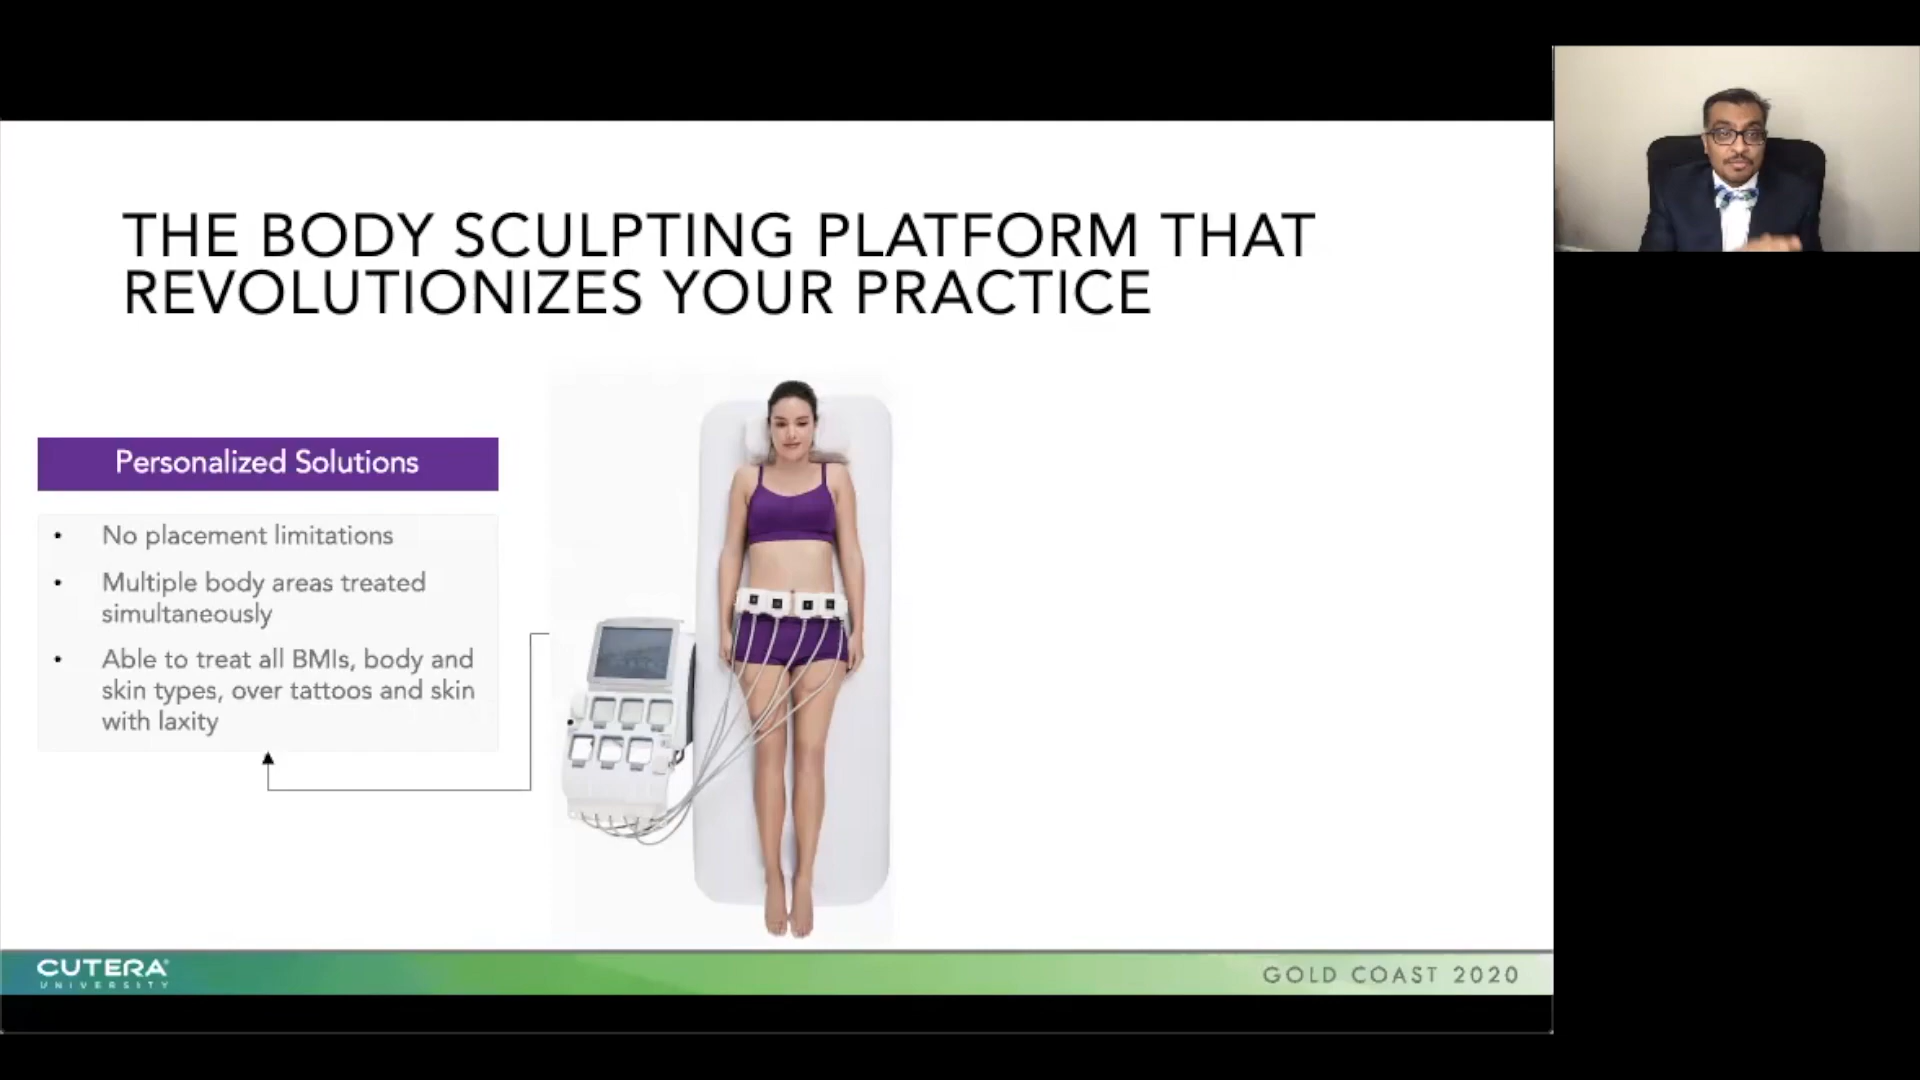 THE BODY SCULPTING PLATFORM THAT
REVOLUTIONIZES YOUR PRACTICE
Personalized Solutions
• No placement limitations
• Multiple body areas treated
simultaneously
• Able to treat all BMIs, body and
skin types, over tattoos and skin
with laxity
CUTERA
UNIVERSITY
GOLD COAST 2020